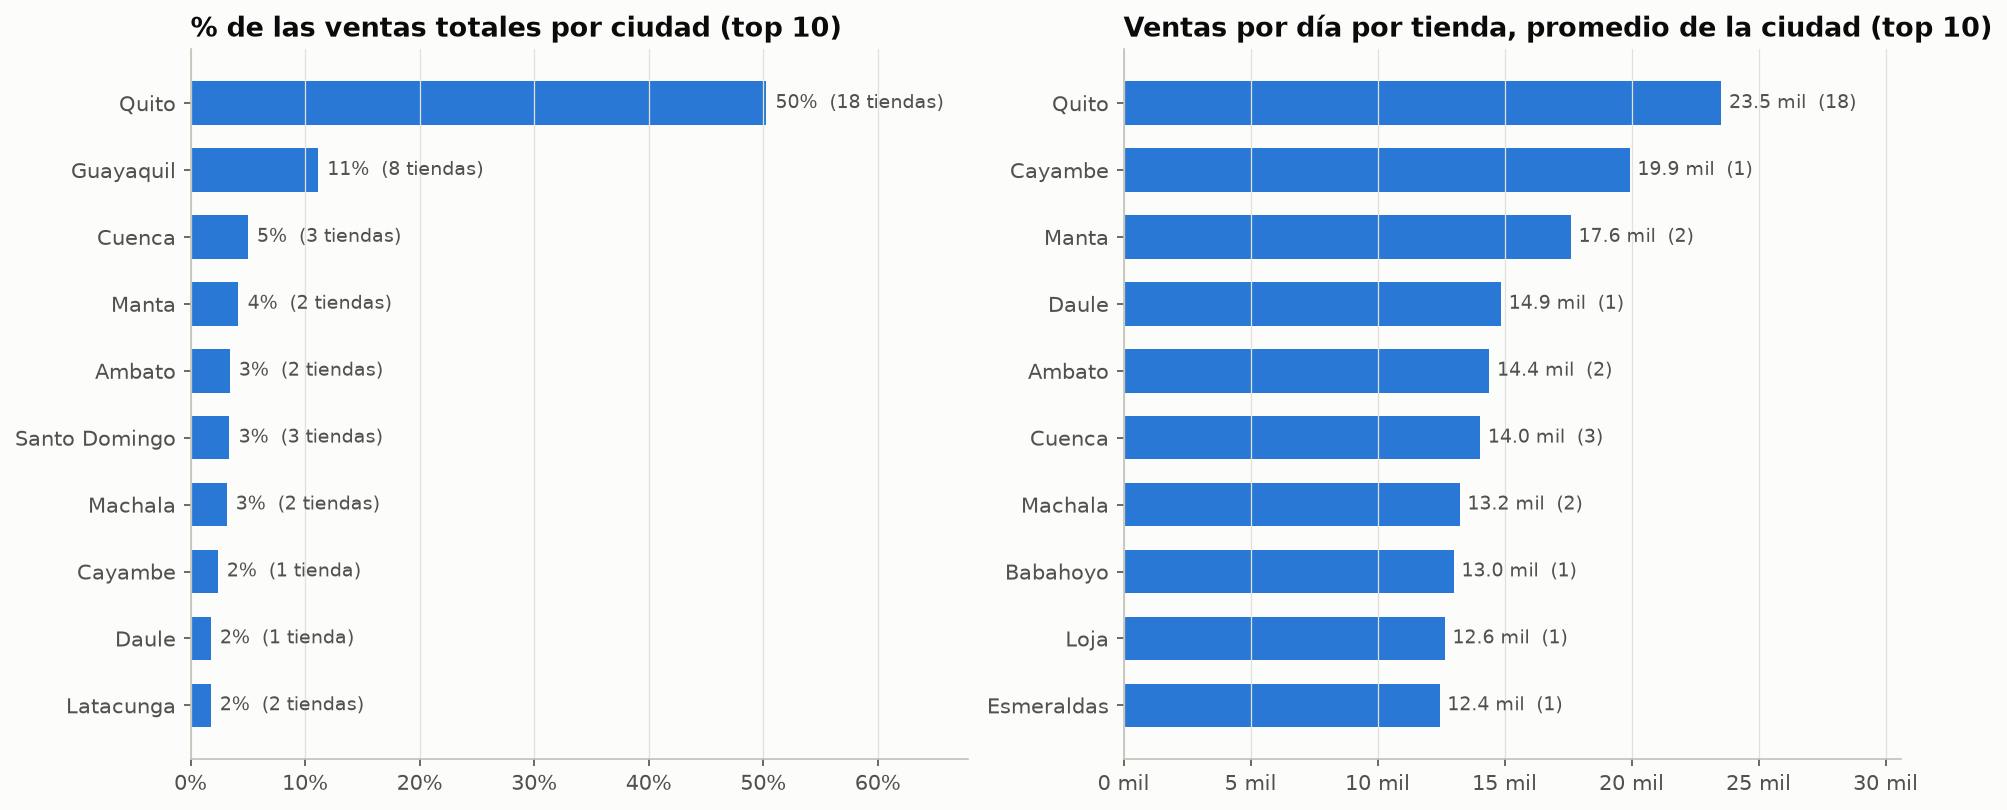 % de las ventas totales por ciudad (top 10)
Quito 50% (18 tiendas)
Guayaquil 11% (8 tiendas)
Cuenca 5% (3 tiendas)
Manta 4% (2 tiendas)
Ambato 3% (2 tiendas)
Santo Domingo 3% (3 tiendas)
Machala 3% (2 tiendas)
Cayambe 2% (1 tienda)
Daule 2% (1 tienda)
Latacunga 2% (2 tiendas)
0% 10% 20% 30% 40% 50% 60%
Ventas por día por tienda, promedio de la ciudad (top 10)
Quito 23.5 mil (18)
Cayambe 19.9 mil (1)
Manta 17.6 mil (2)
Daule 14.9 mil (1)
Ambato 14.4 mil (2)
Cuenca 14.0 mil (3)
Machala 13.2 mil (2)
Babahoyo 13.0 mil (1)
Loja 12.6 mil (1)
Esmeraldas 12.4 mil (1)
0 mil 5 mil 10 mil 15 mil 20 mil 25 mil 30 mil